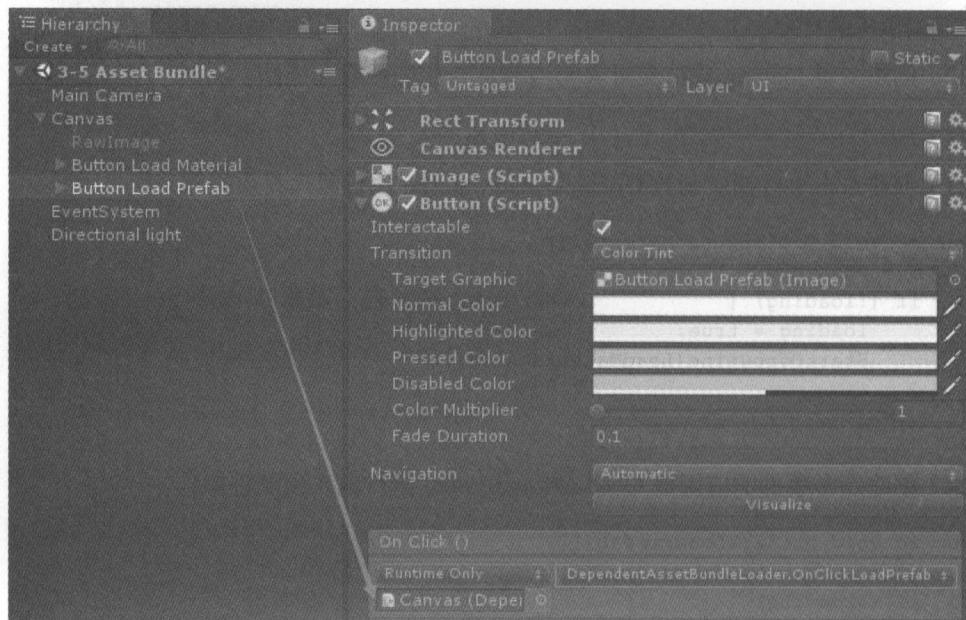 Hierarchy
Create
All
3-5 Asset Bundle*
Main Camera
Canvas
RawImage
Button Load Material
Button Load Prefab
EventSystem
Directional light
Inspector
Button Load Prefab
Static
Tag Untagged Layer UI
Rect Transform
Canvas Renderer
Image (Script)
OK Button (Script)
Interactable
Transition Color Tint
Target Graphic Button Load Prefab (Image)
Normal Color
Highlighted Color
Pressed Color
Disabled Color
Color Multiplier 1
Fade Duration 0.1
Navigation Automatic
Visualize
On Click ()
Runtime Only DependentAssetBundleLoader.OnClickLoadPrefab
Canvas (Depe